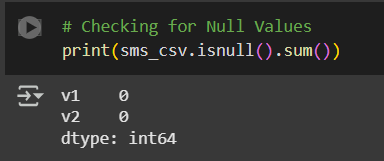 # Checking for Null Values
print(sms_csv.isnull().sum())
v1    0
v2    0
dtype: int64